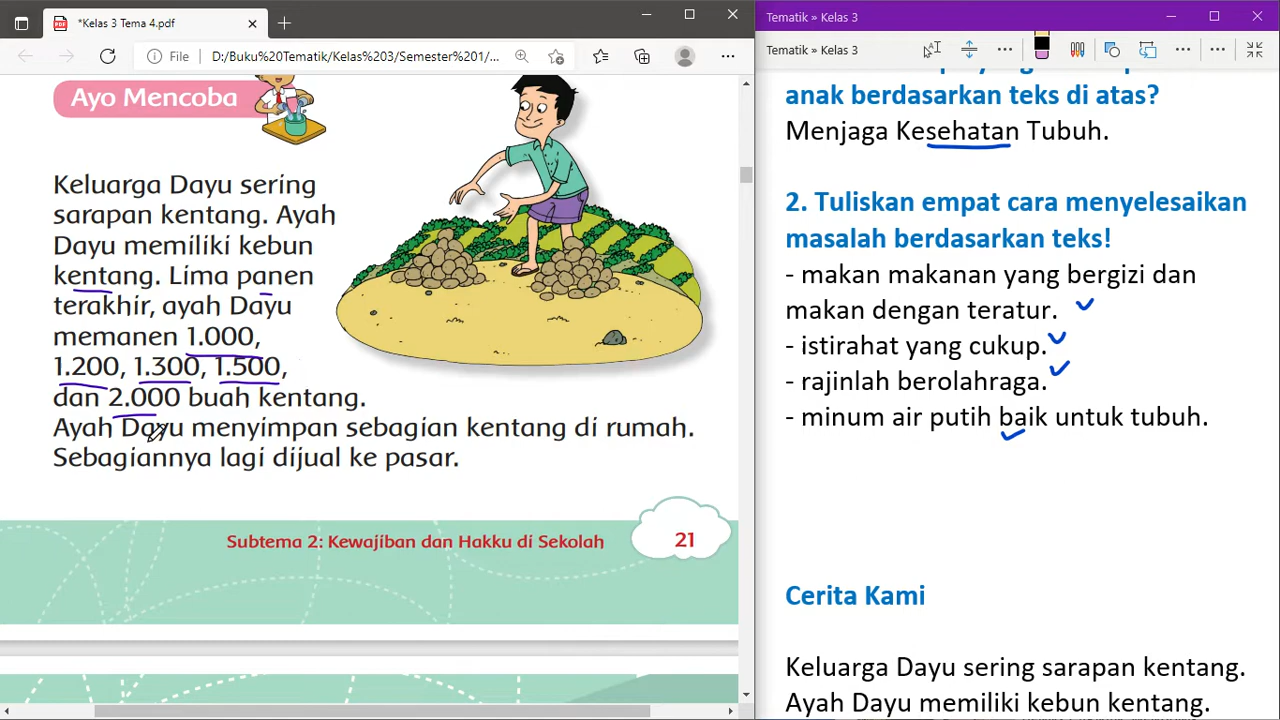 *Kelas 3 Tema 4.pdf
File
D:/Buku%20Tematik/Kelas%203/Semester%201/...
Ayo Mencoba
Keluarga Dayu sering
sarapan kentang. Ayah
Dayu memiliki kebun
kentang. Lima panen
terakhir, ayah Dayu
memanen 1.000,
1.200, 1.300, 1.500,
dan 2.000 buah kentang.
Ayah Dayu menyimpan sebagian kentang di rumah.
Sebagiannya lagi dijual ke pasar.
Subtema 2: Kewajiban dan Hakku di Sekolah
21
Tematik » Kelas 3
Tematik » Kelas 3
anak berdasarkan teks di atas?
Menjaga Kesehatan Tubuh.
2. Tuliskan empat cara menyelesaikan
masalah berdasarkan teks!
- makan makanan yang bergizi dan
makan dengan teratur.
- istirahat yang cukup.
- rajinlah berolahraga.
- minum air putih baik untuk tubuh.
Cerita Kami
Keluarga Dayu sering sarapan kentang.
Ayah Dayu memiliki kebun kentang.